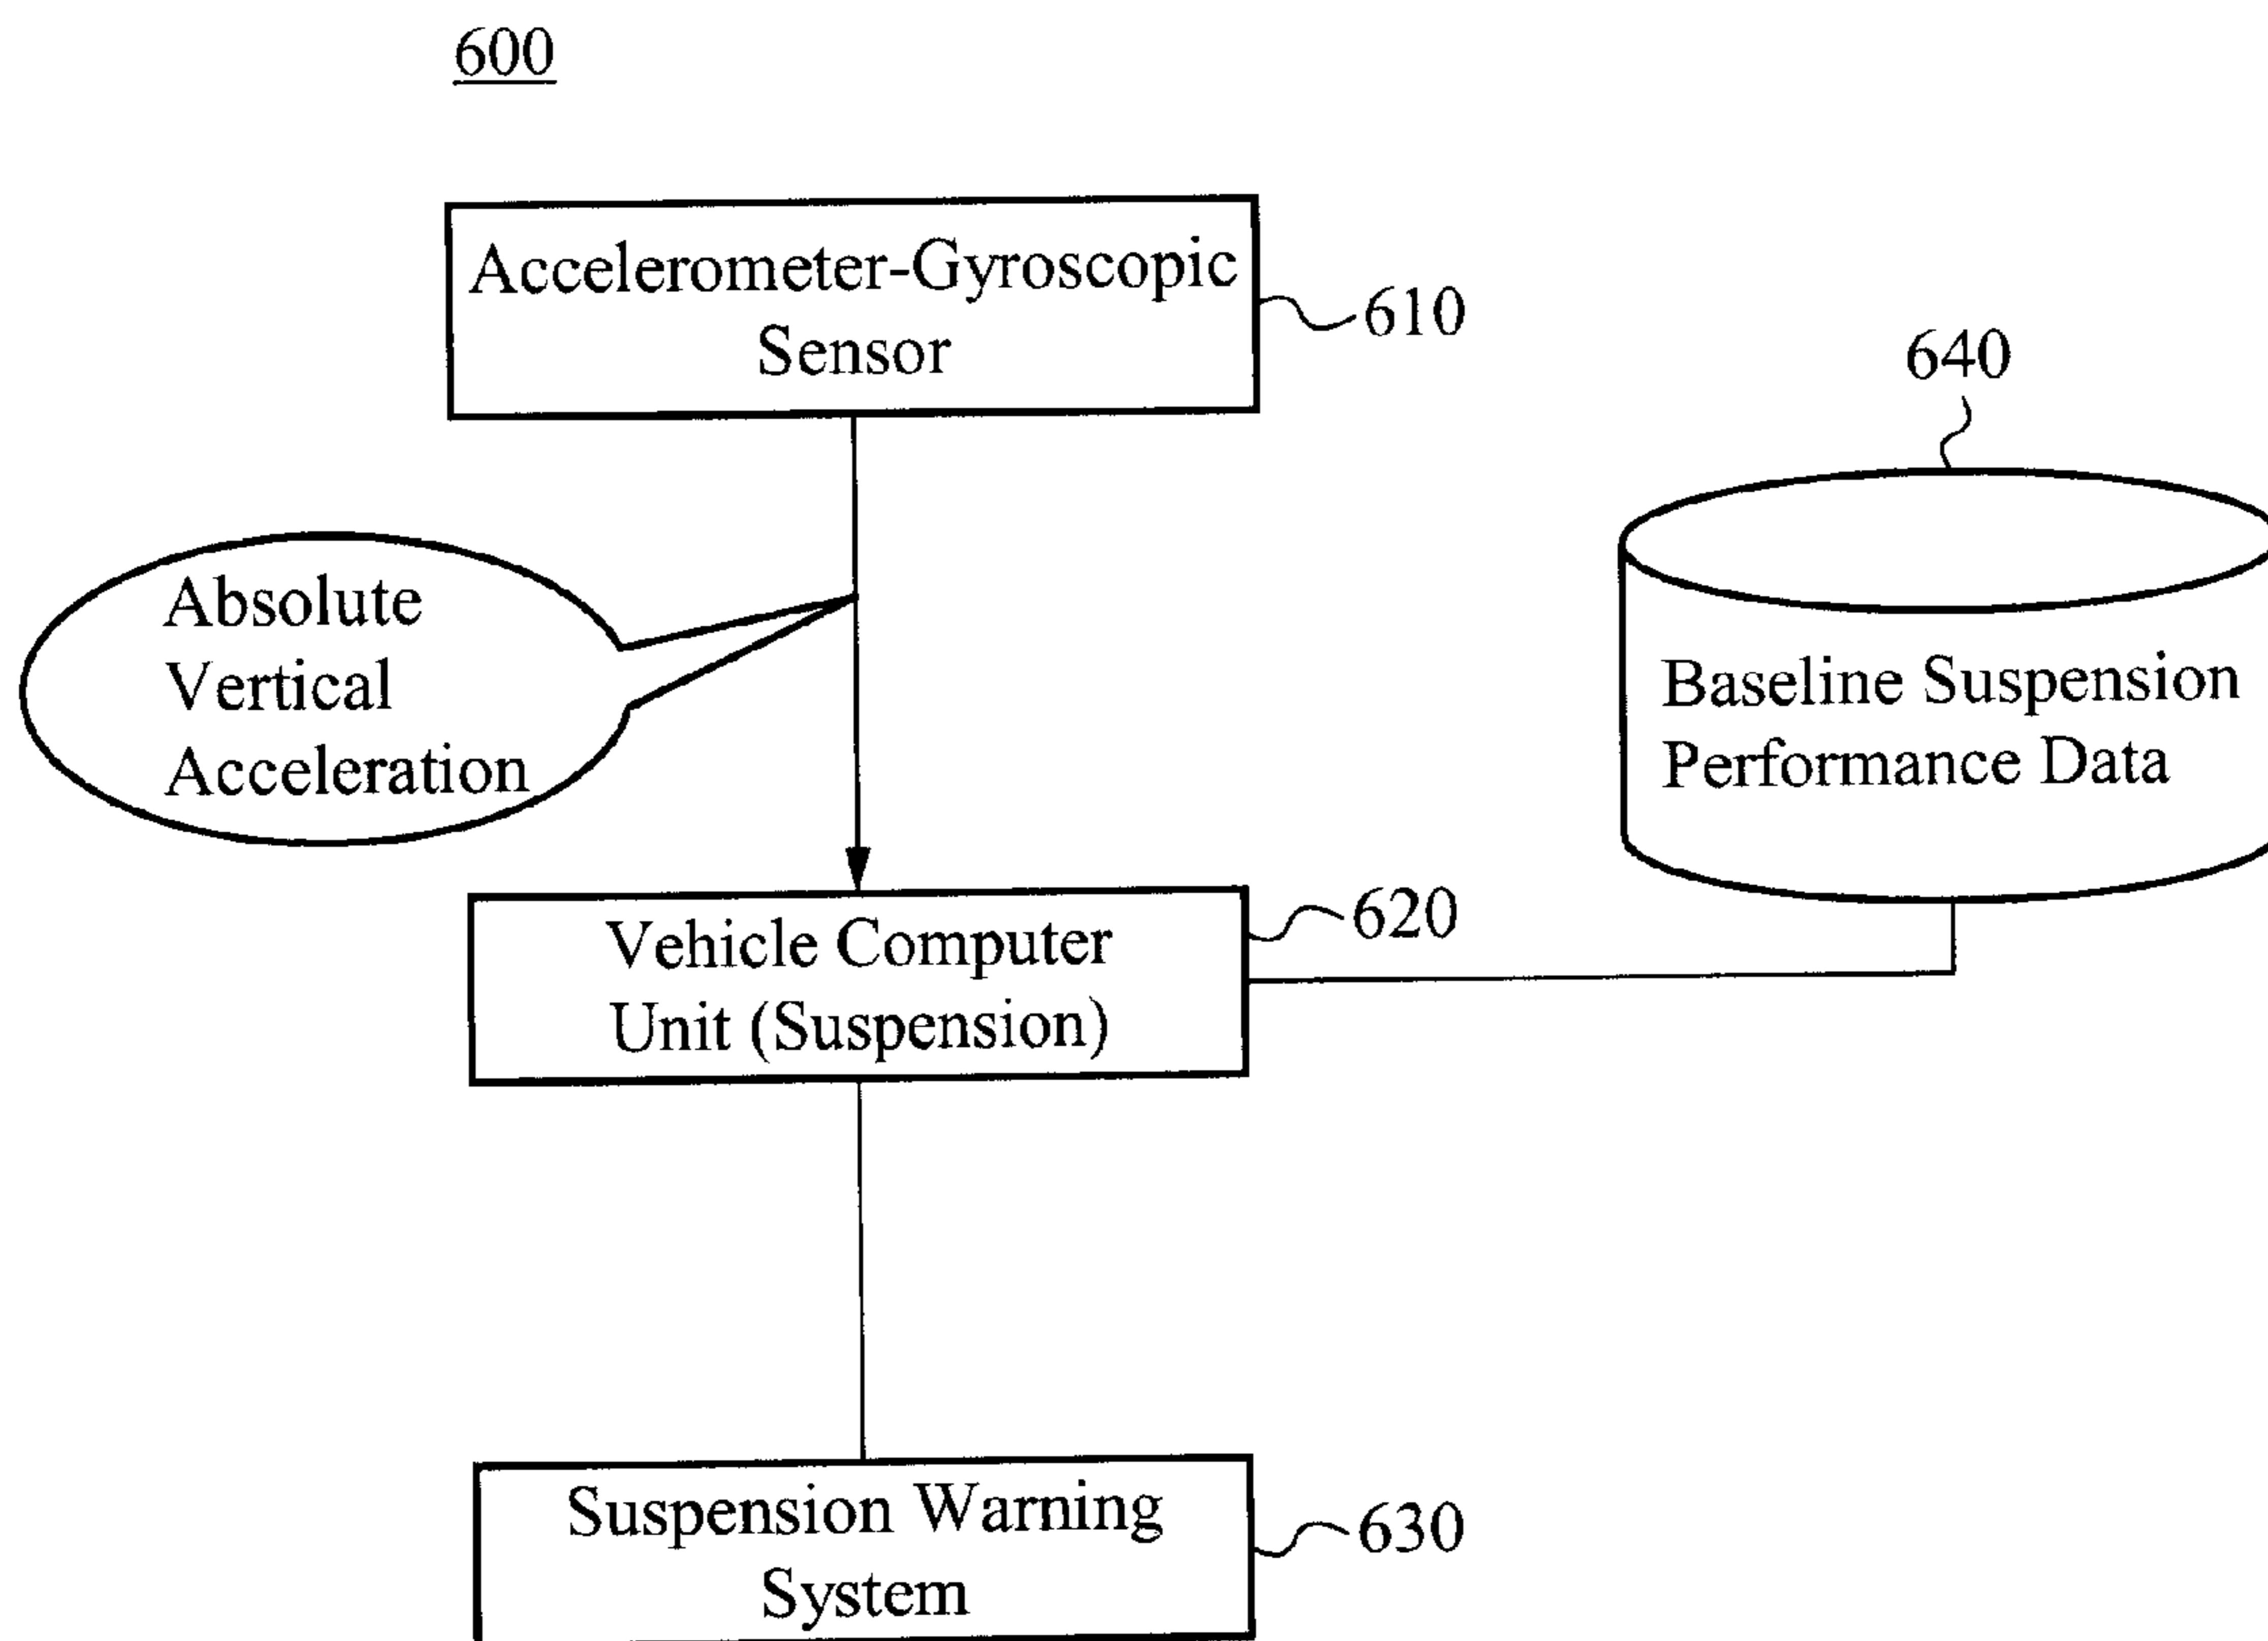 600
Accelerometer-Gyroscopic
Sensor
610
640
Absolute
Vertical
Acceleration
Baseline Suspension
Performance Data
Vehicle Computer
Unit (Suspension)
620
Suspension Warning
System
630